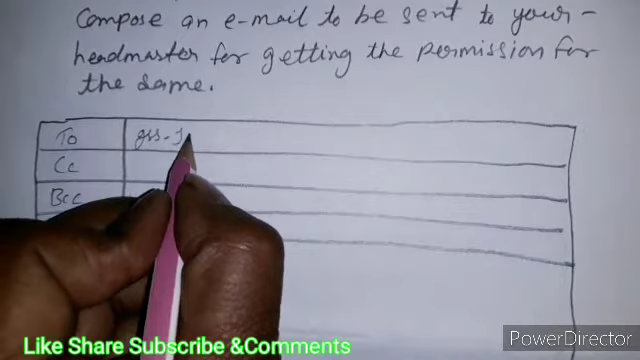 Compose an e-mail to be sent to your-
headmaster for getting the permission for
the same.
To gss-j
Cc
Bcc
PowerDirector
Like Share Subscribe &Comments